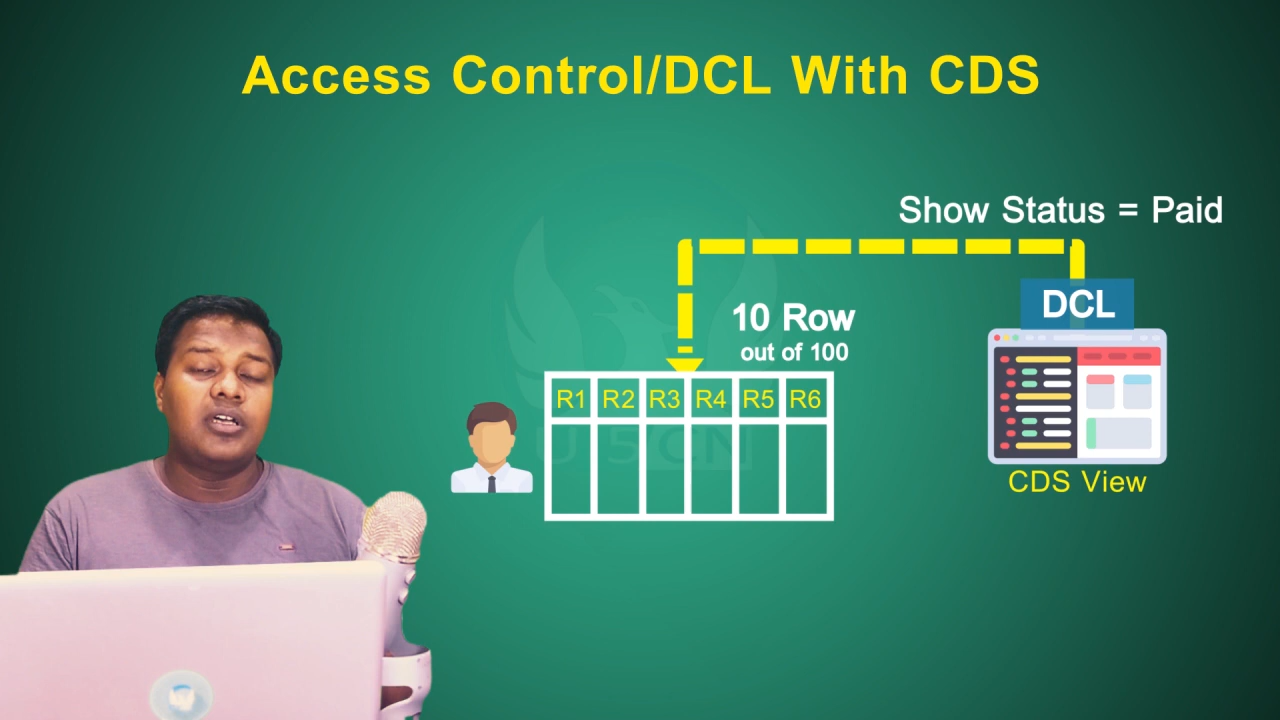 Access Control/DCL With CDS
Show Status = Paid
DCL
10 Row
out of 100
R1 R2 R3 R4 R5 R6
CDS View